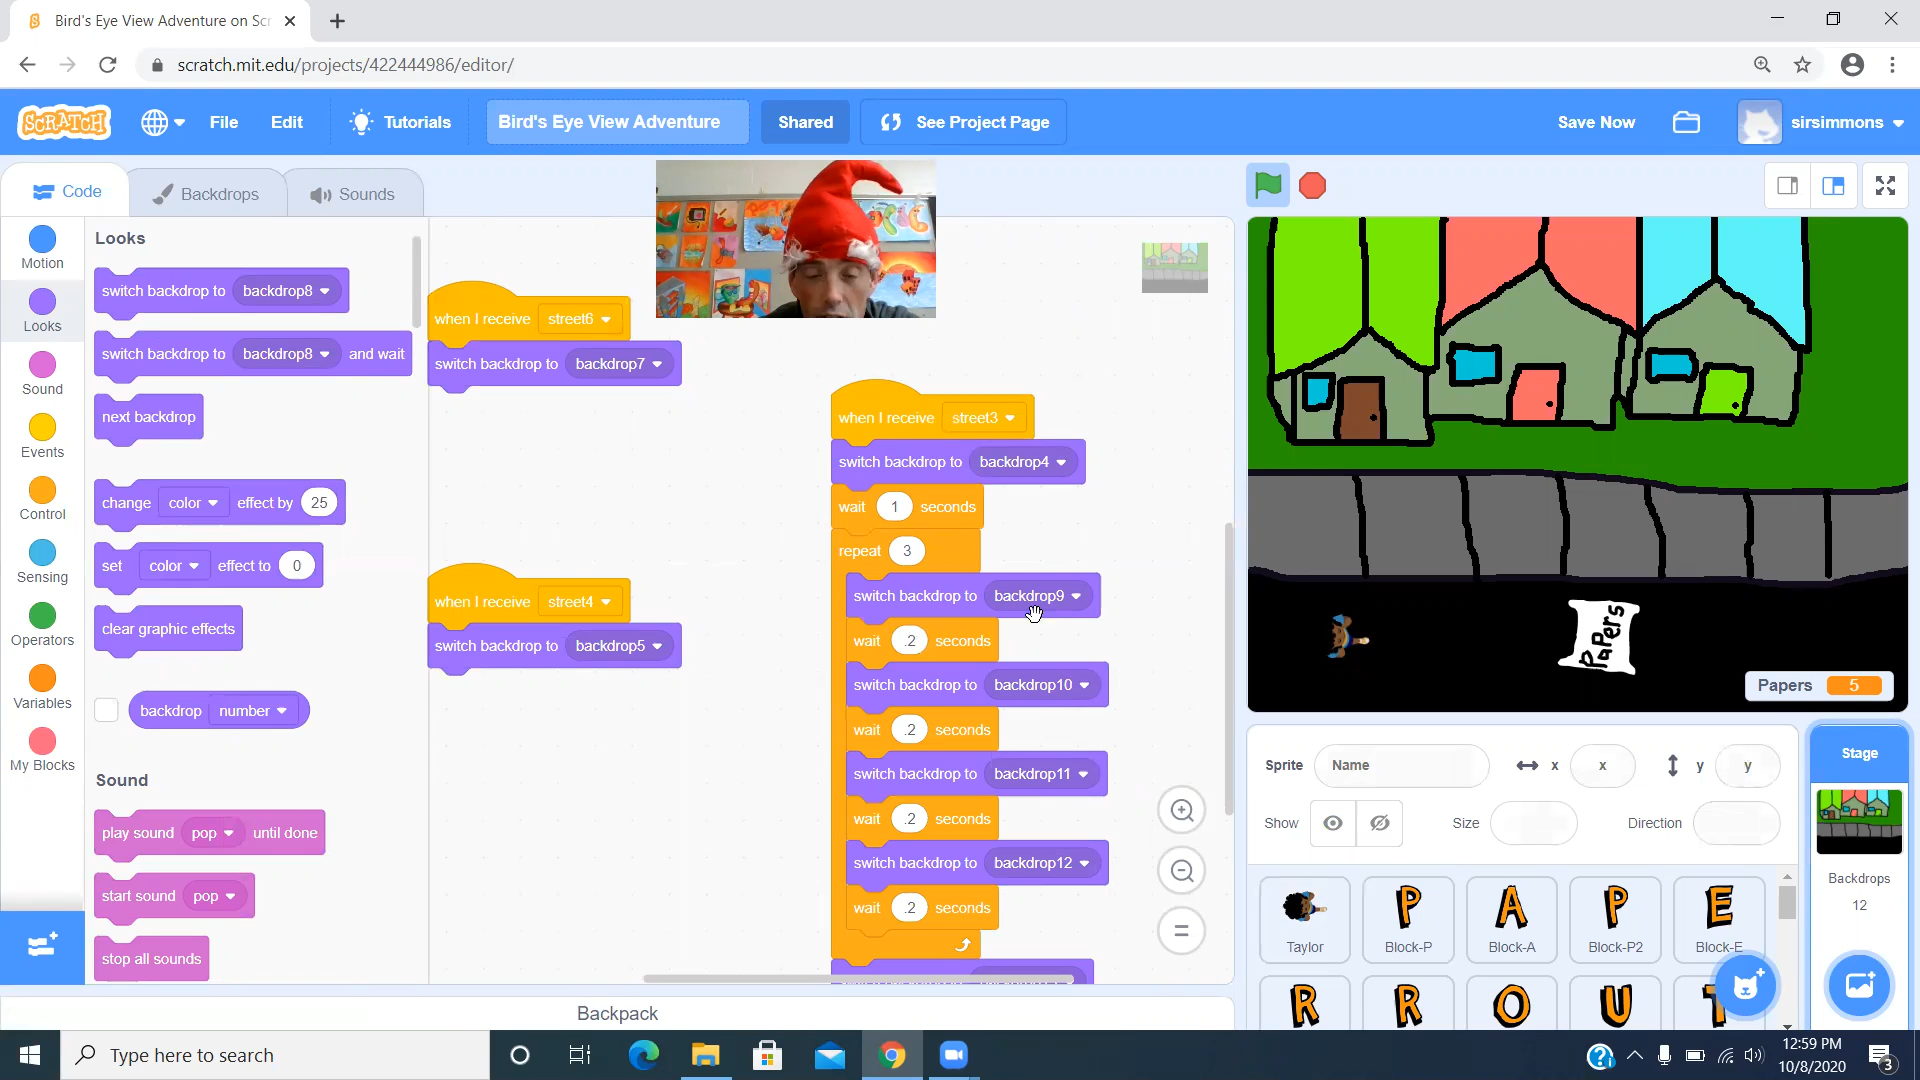 Bird's Eye View Adventure on Scr
scratch.mit.edu/projects/422444986/editor/
SCRATCH
File
Edit
Tutorials
Bird's Eye View Adventure
Shared
See Project Page
Save Now
sirsimmons
Code
Backdrops
Sounds
Motion
Looks
Sound
Events
Control
Sensing
Operators
Variables
My Blocks
Looks
switch backdrop to backdrop8
switch backdrop to backdrop8 and wait
next backdrop
change color effect by 25
set color effect to 0
clear graphic effects
backdrop number
Sound
play sound pop until done
start sound pop
stop all sounds
when I receive street6
switch backdrop to backdrop7
when I receive street4
switch backdrop to backdrop5
when I receive street3
switch backdrop to backdrop4
wait 1 seconds
repeat 3
switch backdrop to backdrop9
wait .2 seconds
switch backdrop to backdrop10
wait .2 seconds
switch backdrop to backdrop11
wait .2 seconds
switch backdrop to backdrop12
wait .2 seconds
Backpack
PaPers
Papers 5
Sprite Name x x y y
Show Size Direction
Taylor
P
Block-P
A
Block-A
P
Block-P2
E
Block-E
R
R
O
U
T
Stage
Backdrops
12
Type here to search
12:59 PM
10/8/2020
3